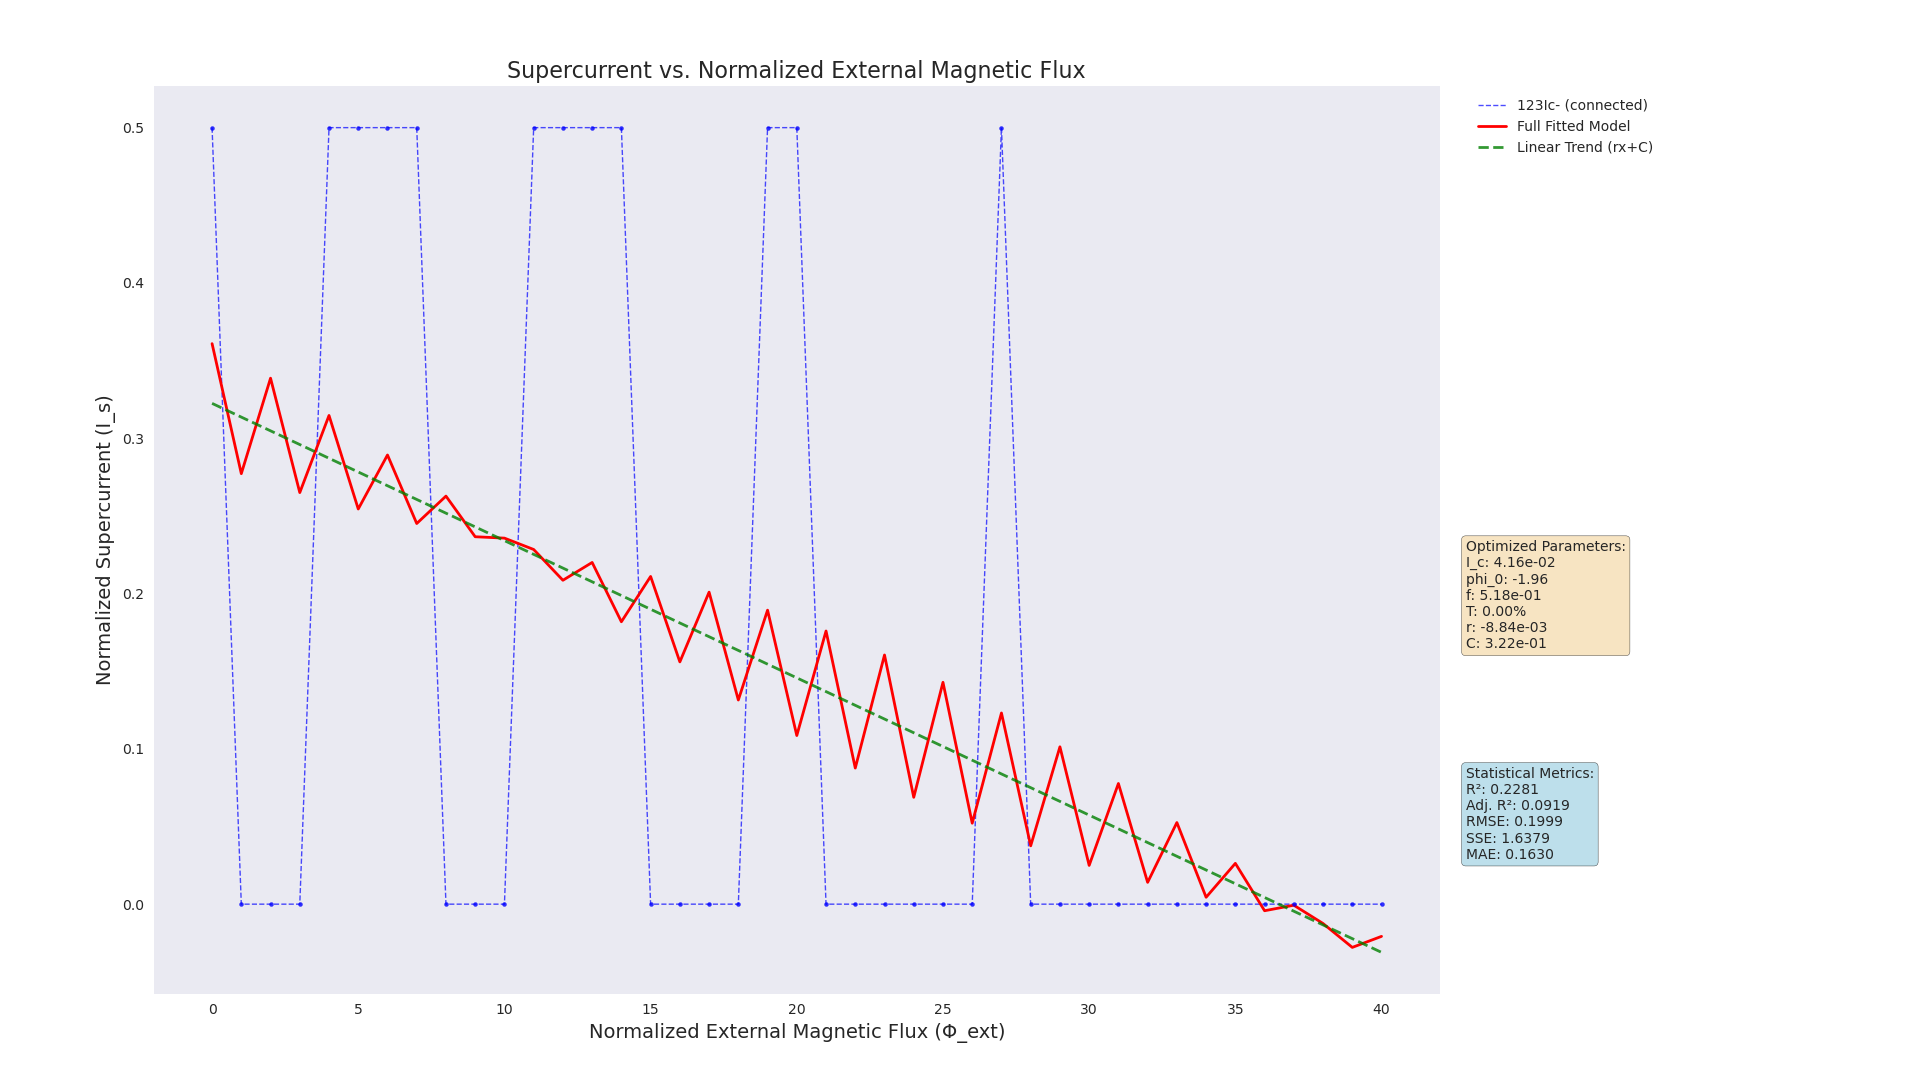 Supercurrent vs. Normalized External Magnetic Flux
123Ic- (connected)
Full Fitted Model
Linear Trend (rx+C)
0.5
0.4
0.3
0.2
0.1
0.0
Normalized Supercurrent (I_s)
Optimized Parameters:
I_c: 4.16e-02
phi_0: -1.96
f: 5.18e-01
T: 0.00%
r: -8.84e-03
C: 3.22e-01
Statistical Metrics:
R²: 0.2281
Adj. R²: 0.0919
RMSE: 0.1999
SSE: 1.6379
MAE: 0.1630
0 5 10 15 20 25 30 35 40
Normalized External Magnetic Flux (Φ_ext)